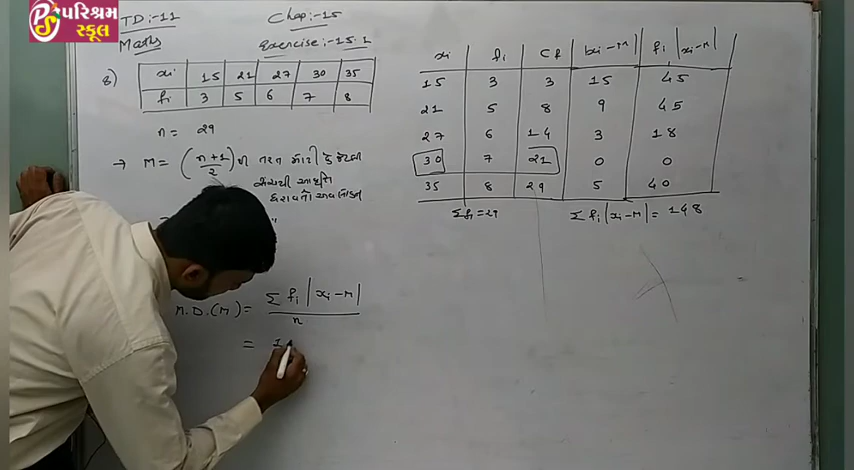 પરિશ્રમ
સ્કૂલ
TD:-11
Chap:-15
Maths
Exercise:-15.1
8)
xi 15 21 27 30 35
fi 3 5 6 7 8
n = 29
→ M = (n+1/2)
M.D.(M) = Σ fi |xi - M| / n
= 1
xi fi cf |xi - M| fi |xi - M|
15 3 3 15 45
21 5 8 9 45
27 6 14 3 18
30 7 21 0 0
35 8 29 5 40
Σfi = 29 Σ fi |xi - M| = 148